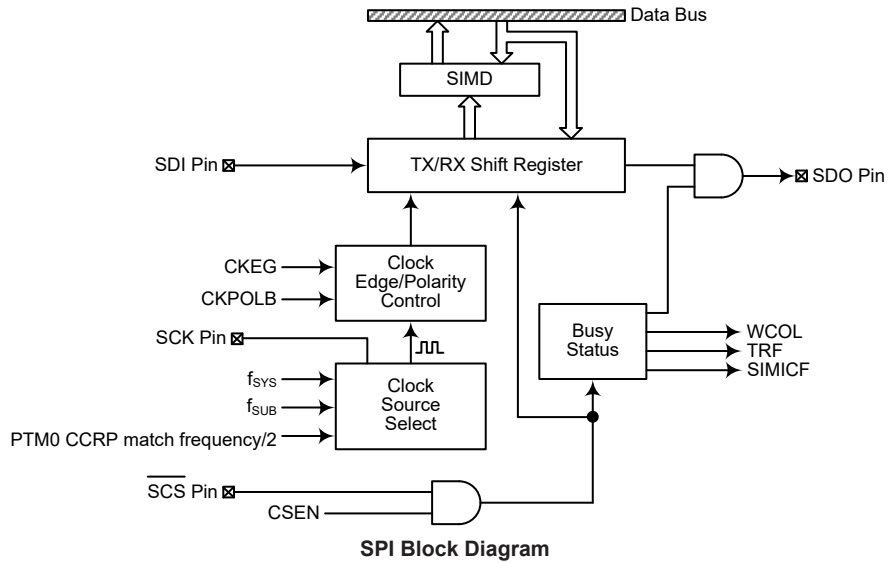 Data Bus
SIMD
SDI Pin
TX/RX Shift Register
SDO Pin
CKEG
CKPOLB
Clock
Edge/Polarity
Control
SCK Pin
Busy
Status
WCOL
TRF
SIMICF
fSYS
fSUB
PTM0 CCRP match frequency/2
Clock
Source
Select
SCS Pin
CSEN
SPI Block Diagram